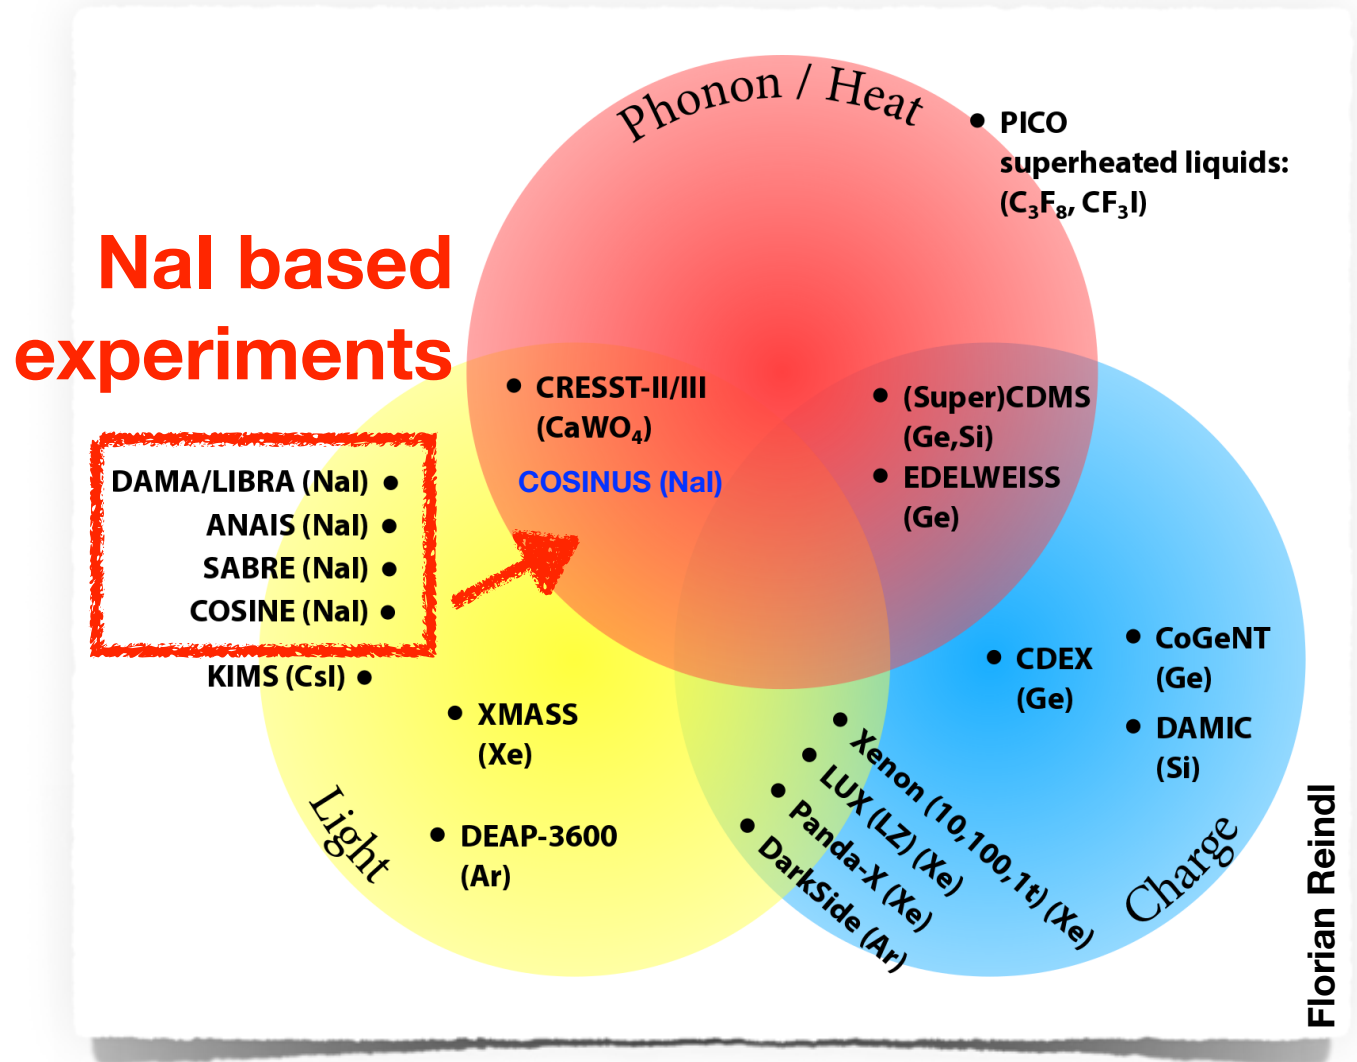 Phonon / Heat
• PICO
superheated liquids:
(C₃F₈, CF₃I)
NaI based
experiments
• CRESST-II/III
(CaWO₄)
COSINUS (NaI)
• (Super)CDMS
(Ge,Si)
• EDELWEISS
(Ge)
DAMA/LIBRA (NaI) •
ANAIS (NaI) •
SABRE (NaI) •
COSINE (NaI) •
KIMS (CsI) •
• XMASS
(Xe)
• DEAP-3600
(Ar)
Light
• CDEX
(Ge)
• CoGeNT
(Ge)
• DAMIC
(Si)
• Xenon (10,100,1t) (Xe)
• LUX (LZ) (Xe)
• Panda-X (Xe)
• DarkSide (Ar)
Charge
Florian Reindl